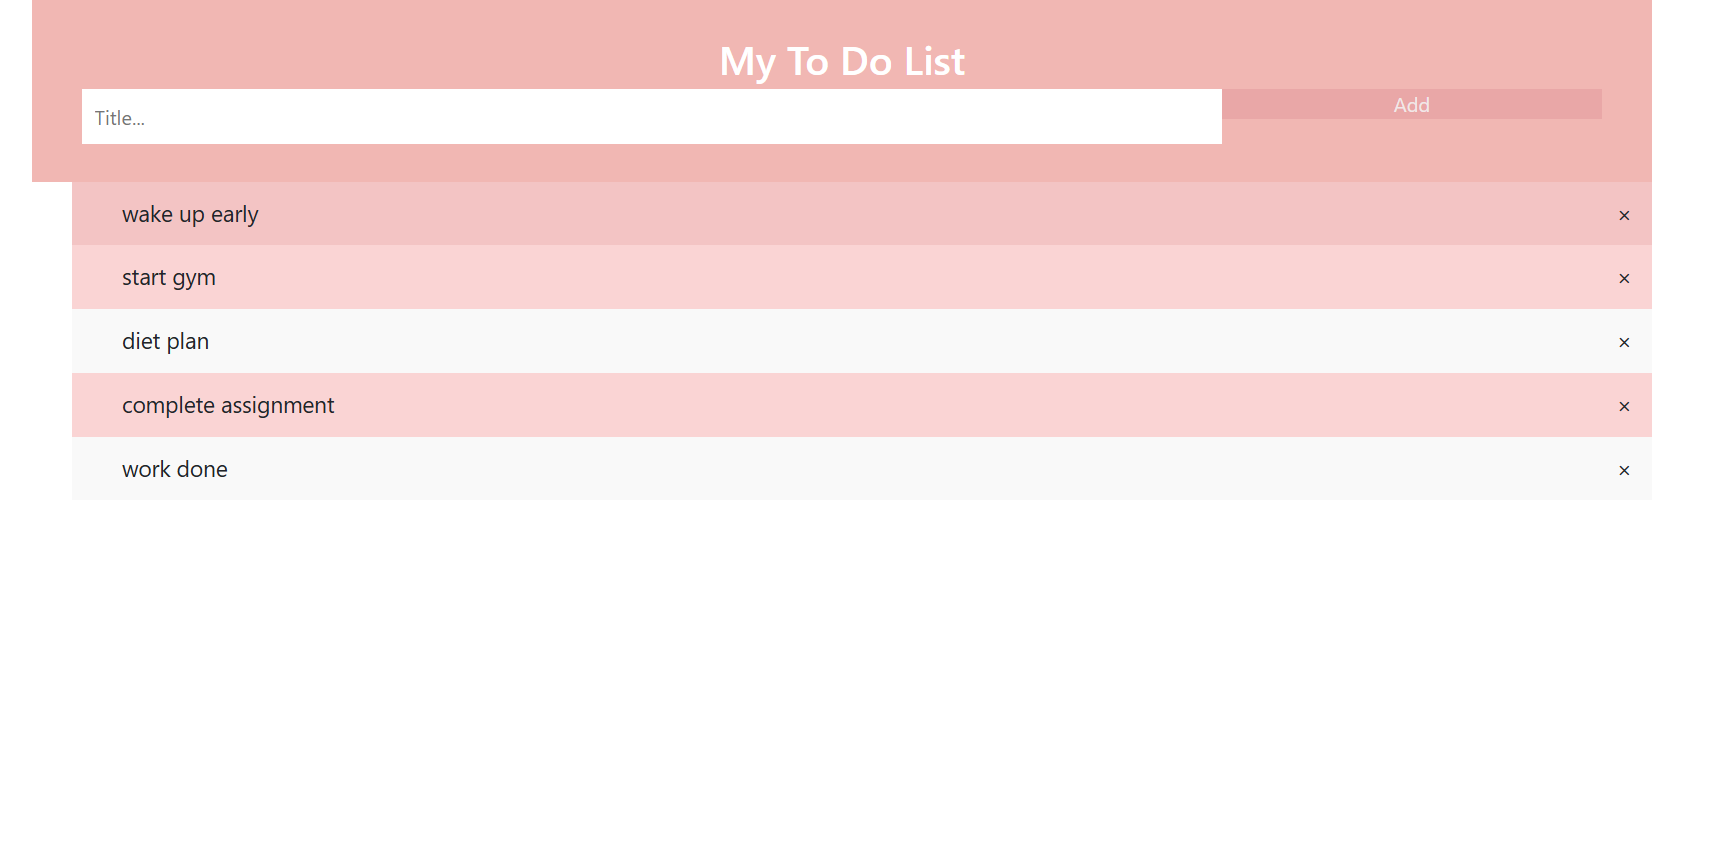 My To Do List
Title... Add
wake up early ×
start gym ×
diet plan ×
complete assignment ×
work done ×